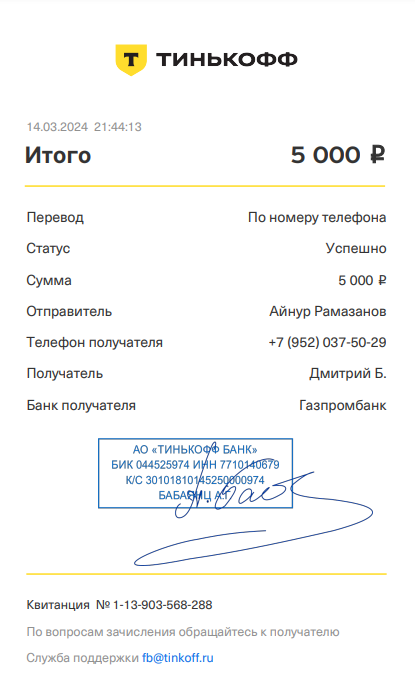 ТИНЬКОФФ
14.03.2024 21:44:13
Итого 5 000 ₽
Перевод По номеру телефона
Статус Успешно
Сумма 5 000 ₽
Отправитель Айнур Рамазанов
Телефон получателя +7 (952) 037-50-29
Получатель Дмитрий Б.
Банк получателя Газпромбанк
АО «ТИНЬКОФФ БАНК»
БИК 044525974 ИНН 7710140679
К/С 30101810145250000974
А.Г.
Квитанция № 1-13-903-568-288
По вопросам зачисления обращайтесь к получателю
Служба поддержки fb@tinkoff.ru